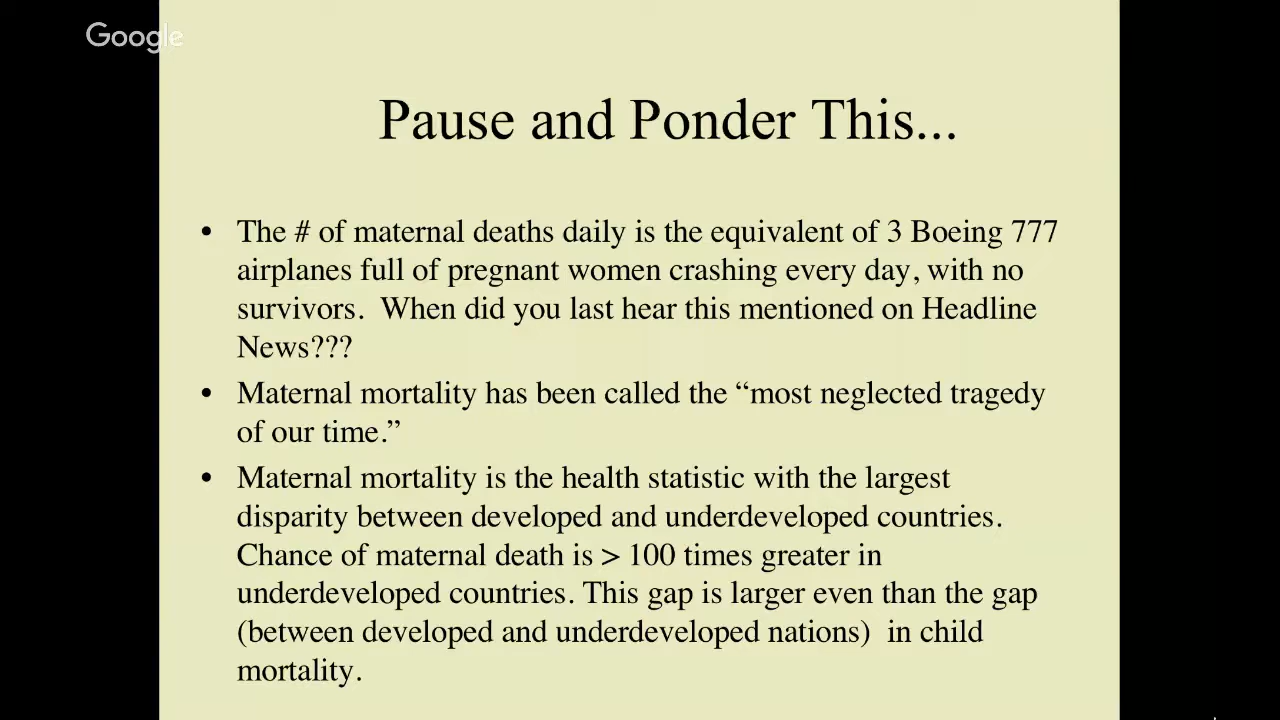 Google
Pause and Ponder This...
• The # of maternal deaths daily is the equivalent of 3 Boeing 777
airplanes full of pregnant women crashing every day, with no
survivors.  When did you last hear this mentioned on Headline
News???
• Maternal mortality has been called the “most neglected tragedy
of our time.”
• Maternal mortality is the health statistic with the largest
disparity between developed and underdeveloped countries.
Chance of maternal death is > 100 times greater in
underdeveloped countries. This gap is larger even than the gap
(between developed and underdeveloped nations)  in child
mortality.